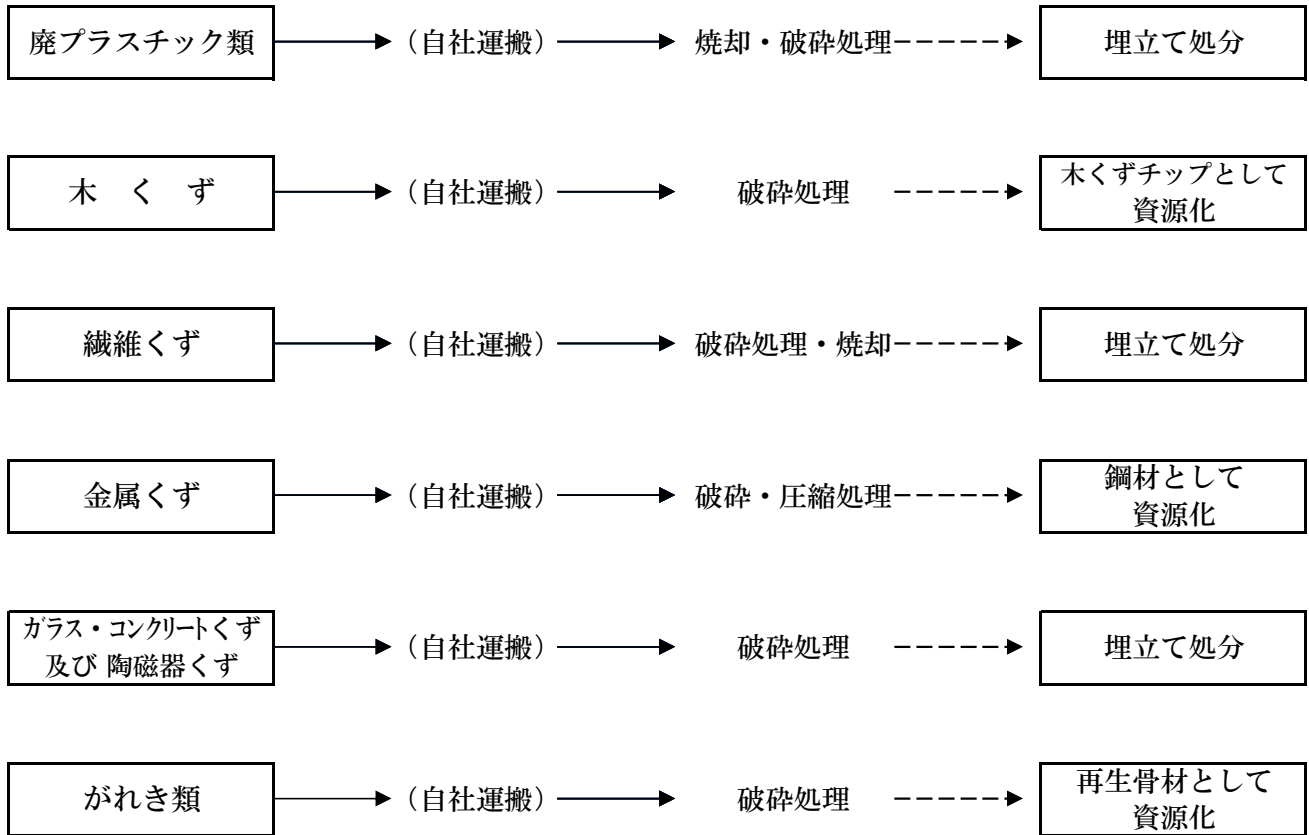 廃プラスチック類 （自社運搬） 焼却・破砕処理 埋立て処分
木 く ず （自社運搬） 破砕処理 木くずチップとして
資源化
繊維くず （自社運搬） 破砕処理・焼却 埋立て処分
金属くず （自社運搬） 破砕・圧縮処理 鋼材として
資源化
ガラス・コンクリートくず
及び 陶磁器くず （自社運搬） 破砕処理 埋立て処分
がれき類 （自社運搬） 破砕処理 再生骨材として
資源化